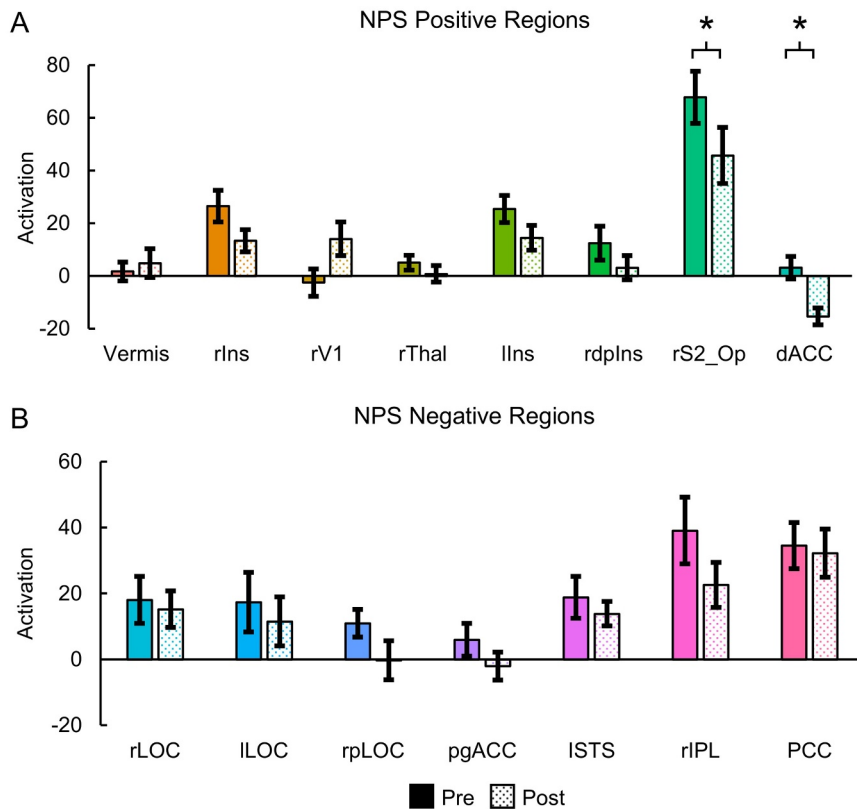 A
NPS Positive Regions
* *
Activation
80
60
40
20
0
-20
Vermis rIns rV1 rThal lIns rdpIns rS2_Op dACC
B
NPS Negative Regions
Activation
60
40
20
0
-20
rLOC lLOC rpLOC pgACC lSTS rIPL PCC
Pre Post